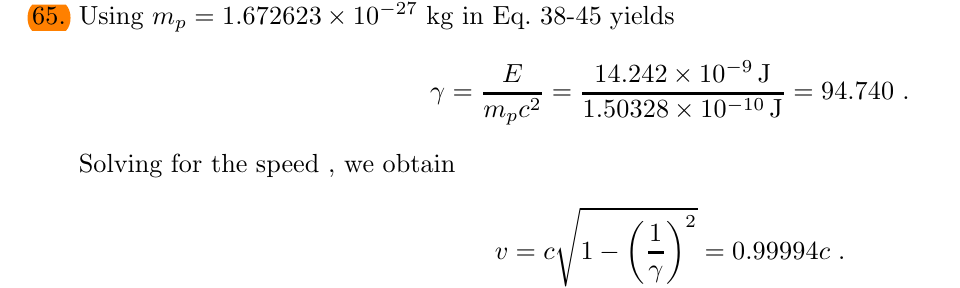 65. Using m_p = 1.672623 × 10^−27 kg in Eq. 38-45 yields
γ = E / (m_p c^2) = (14.242 × 10^−9 J) / (1.50328 × 10^−10 J) = 94.740 .
Solving for the speed , we obtain
v = c √(1 − (1/γ)^2) = 0.99994c .